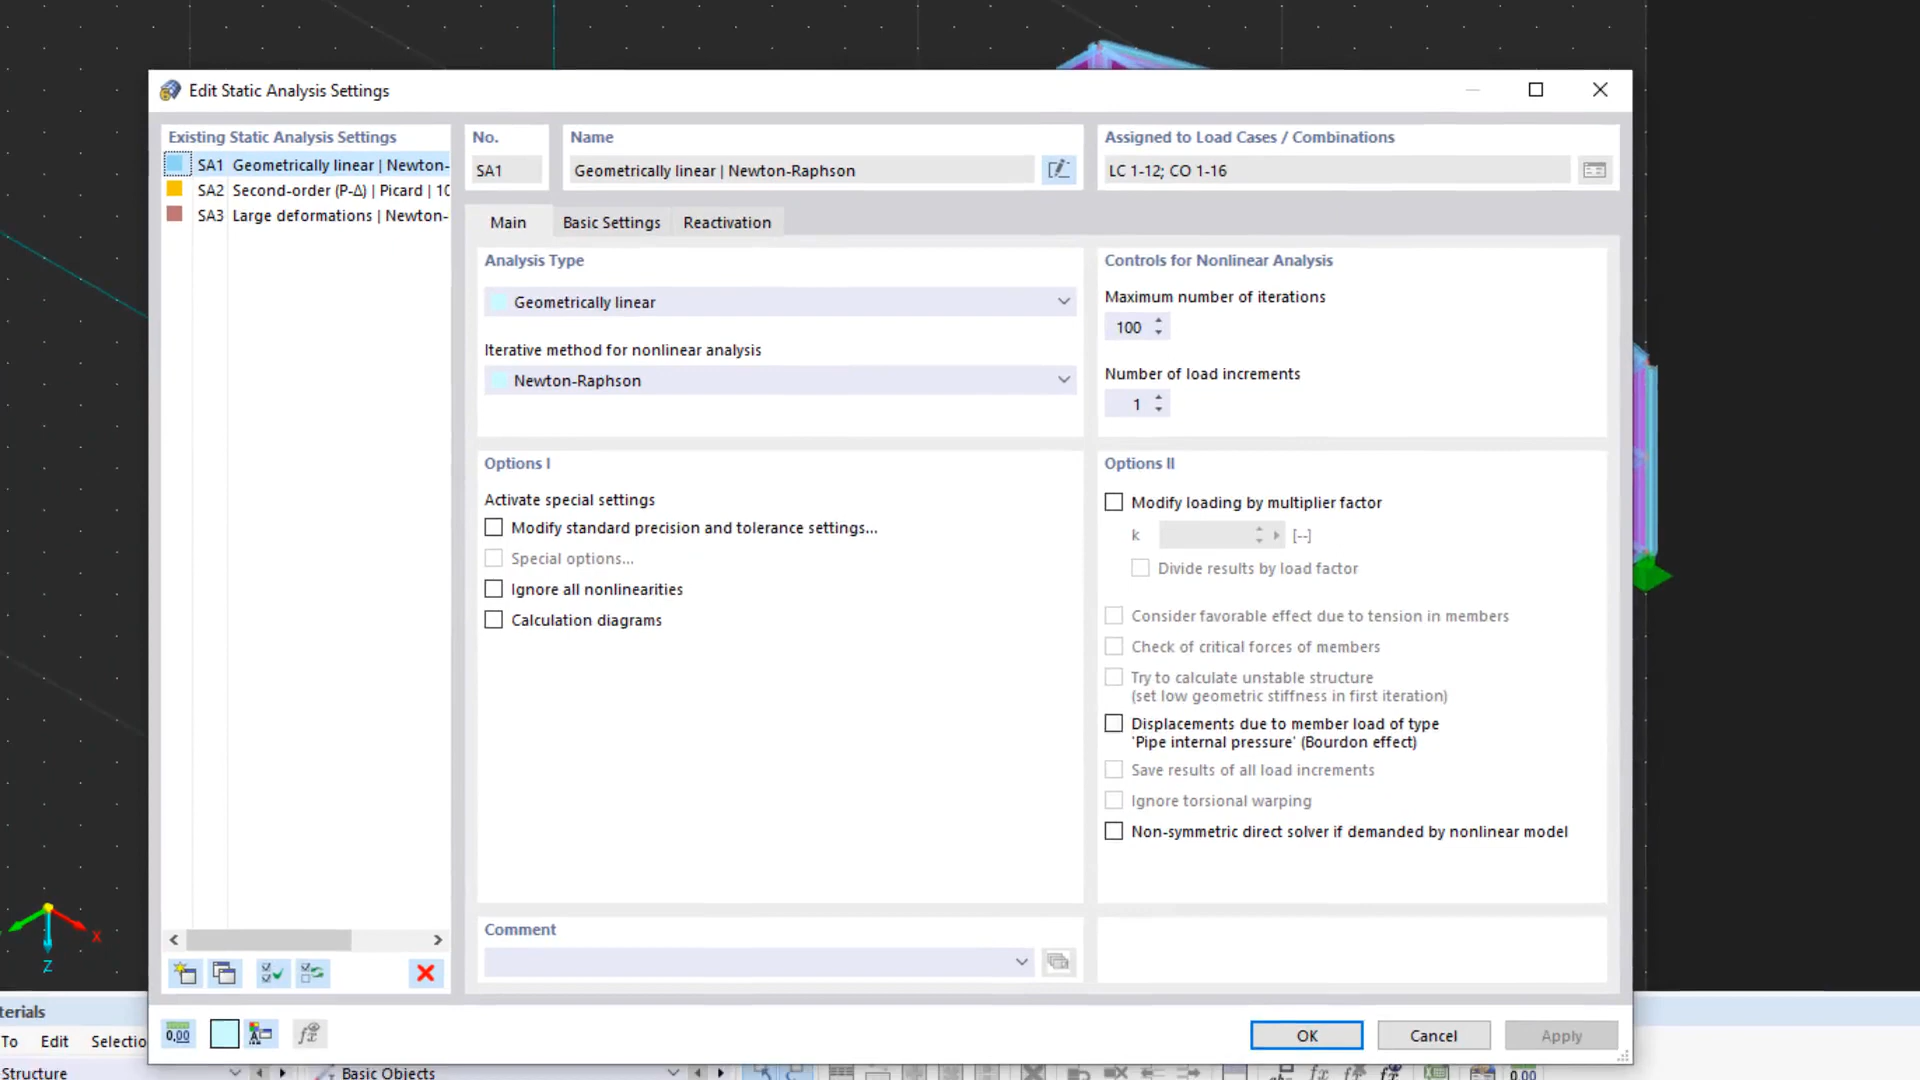 Edit Static Analysis Settings
Existing Static Analysis Settings
SA1 Geometrically linear | Newton-
SA2 Second-order (P-Δ) | Picard | 10
SA3 Large deformations | Newton-
No.
SA1
Name
Geometrically linear | Newton-Raphson
Assigned to Load Cases / Combinations
LC 1-12; CO 1-16
Main
Basic Settings
Reactivation
Analysis Type
Geometrically linear
Iterative method for nonlinear analysis
Newton-Raphson
Controls for Nonlinear Analysis
Maximum number of iterations
100
Number of load increments
1
Options I
Activate special settings
Modify standard precision and tolerance settings...
Special options...
Ignore all nonlinearities
Calculation diagrams
Options II
Modify loading by multiplier factor
k [--]
Divide results by load factor
Consider favorable effect due to tension in members
Check of critical forces of members
Try to calculate unstable structure
(set low geometric stiffness in first iteration)
Displacements due to member load of type
'Pipe internal pressure' (Bourdon effect)
Save results of all load increments
Ignore torsional warping
Non-symmetric direct solver if demanded by nonlinear model
Comment
OK
Cancel
Apply
X
Z
terials
To Edit Selectio
Structure
Basic Objects
0,00
0,00